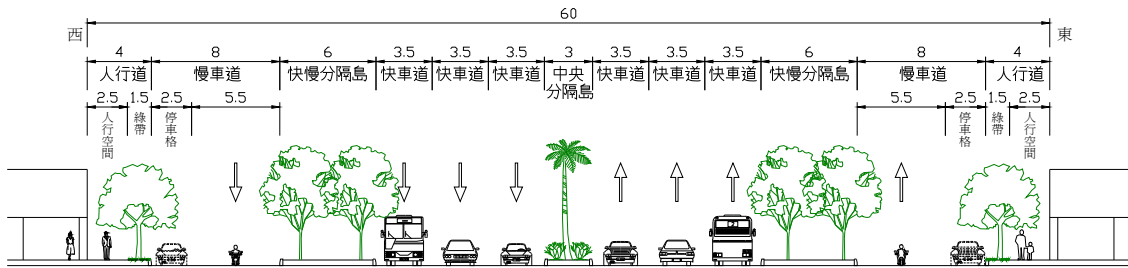 60
西
東
4
8
6
3.5
3.5
3.5
3
3.5
3.5
3.5
6
8
4
人行道
慢車道
快慢分隔島
快車道
快車道
快車道
中央
分隔島
快車道
快車道
快車道
快慢分隔島
慢車道
人行道
2.5
1.5
2.5
5.5
5.5
2.5
1.5
2.5
人行空間
綠帶
停車格
停車格
綠帶
人行空間